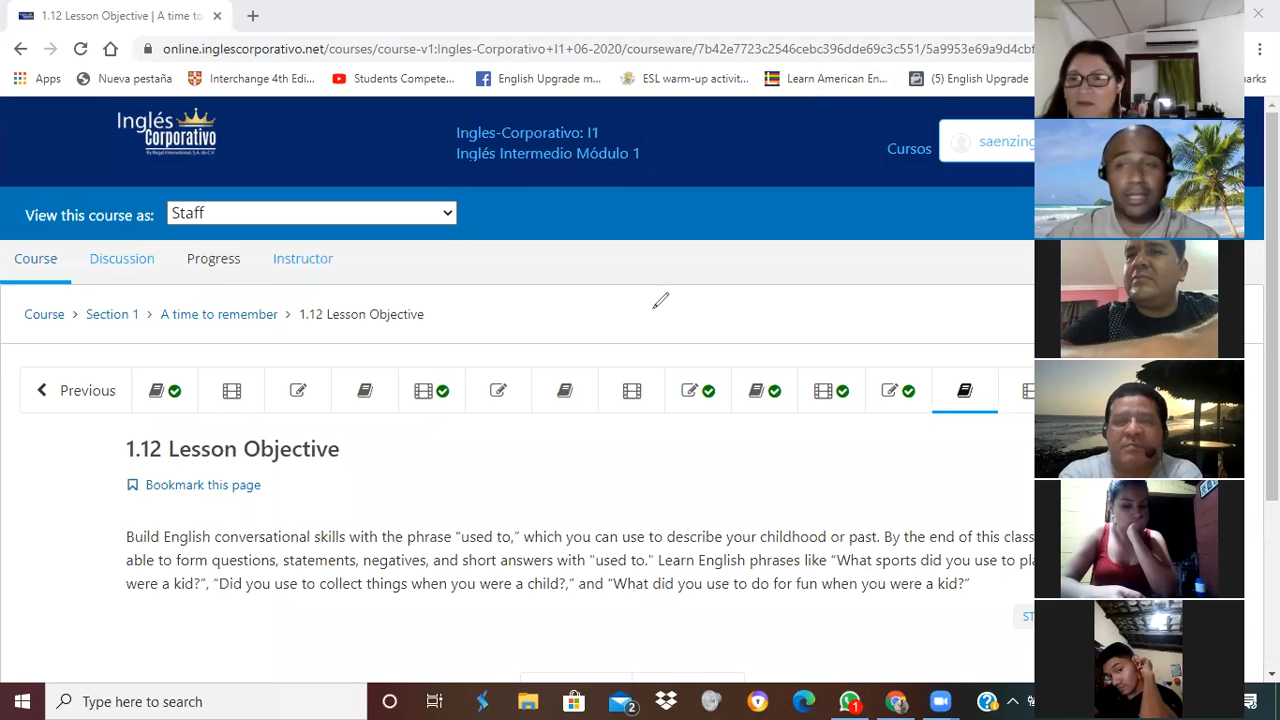 1.12 Lesson Objective | A time to
online.inglescorporativo.net/courses/course-v1:Ingles-Corporativo+I1+06-2020/courseware/7b42e7723c2546cebc396dde69c3c551/5a9953e69a9d4cbf
Apps Nueva pestaña Interchange 4th Edi... Students Compete... English Upgrade m... ESL warm-up activit... Learn American En... (5) English Upgrade
Inglés
Corporativo
Ingles-Corporativo: I1
Inglés Intermedio Módulo 1
Cursos
saenzing
View this course as: Staff
Course Discussion Progress Instructor
Course > Section 1 > A time to remember > 1.12 Lesson Objective
Previous
1.12 Lesson Objective
Bookmark this page
Build English conversational skills with the phrase “used to,” which you can use to describe your childhood or past. By the end of this class
able to form questions, statements, negatives, and short answers with "used to." Learn English phrases like “What sports did you use to pl
were a kid?”, “Did you use to collect things when you were a child?,” and “What did you use to do for fun when you were a kid?”
Type here to search
2
1